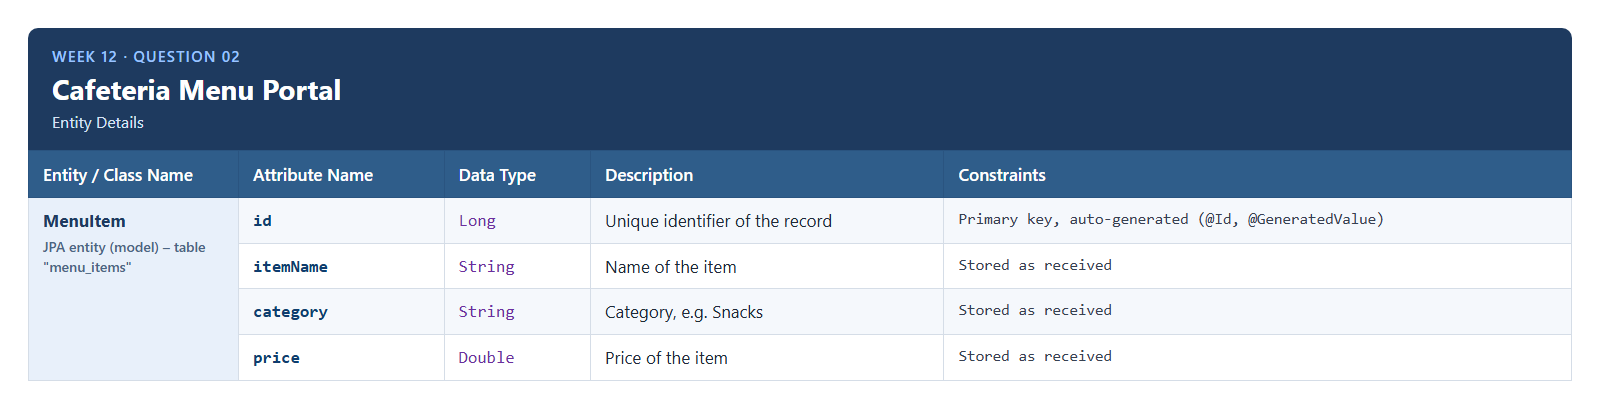 WEEK 12 · QUESTION 02
Cafeteria Menu Portal
Entity Details
Entity / Class Name Attribute Name Data Type Description Constraints
MenuItem id Long Unique identifier of the record Primary key, auto-generated (@Id, @GeneratedValue)
JPA entity (model) – table
"menu_items"
itemName String Name of the item Stored as received
category String Category, e.g. Snacks Stored as received
price Double Price of the item Stored as received